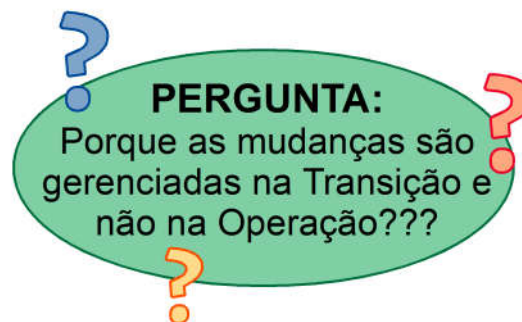 PERGUNTA:
Porque as mudanças são
gerenciadas na Transição e
não na Operação???